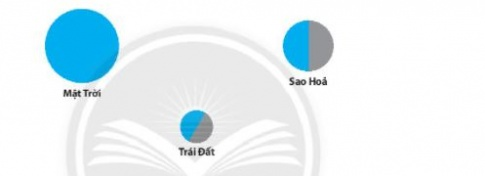 Mặt Trời
Sao Hoả
Trái Đất